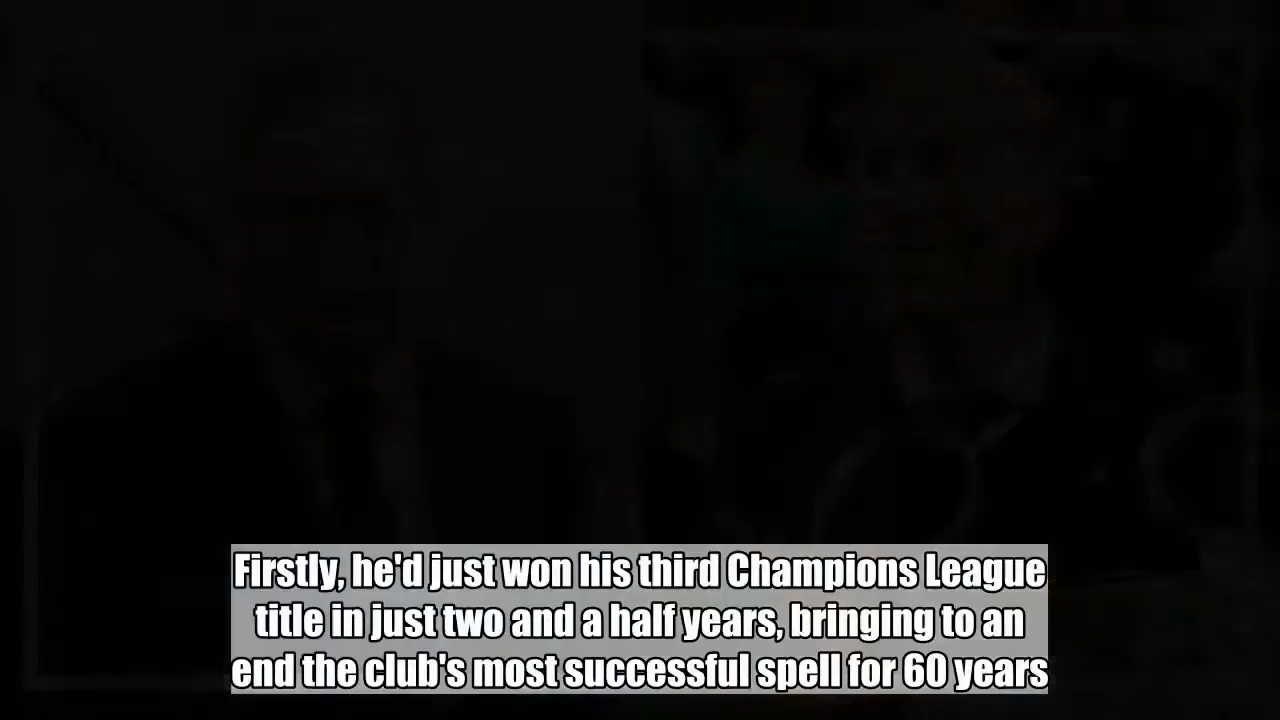 Firstly, he'd just won his third Champions League
title in just two and a half years, bringing to an
end the club's most successful spell for 60 years